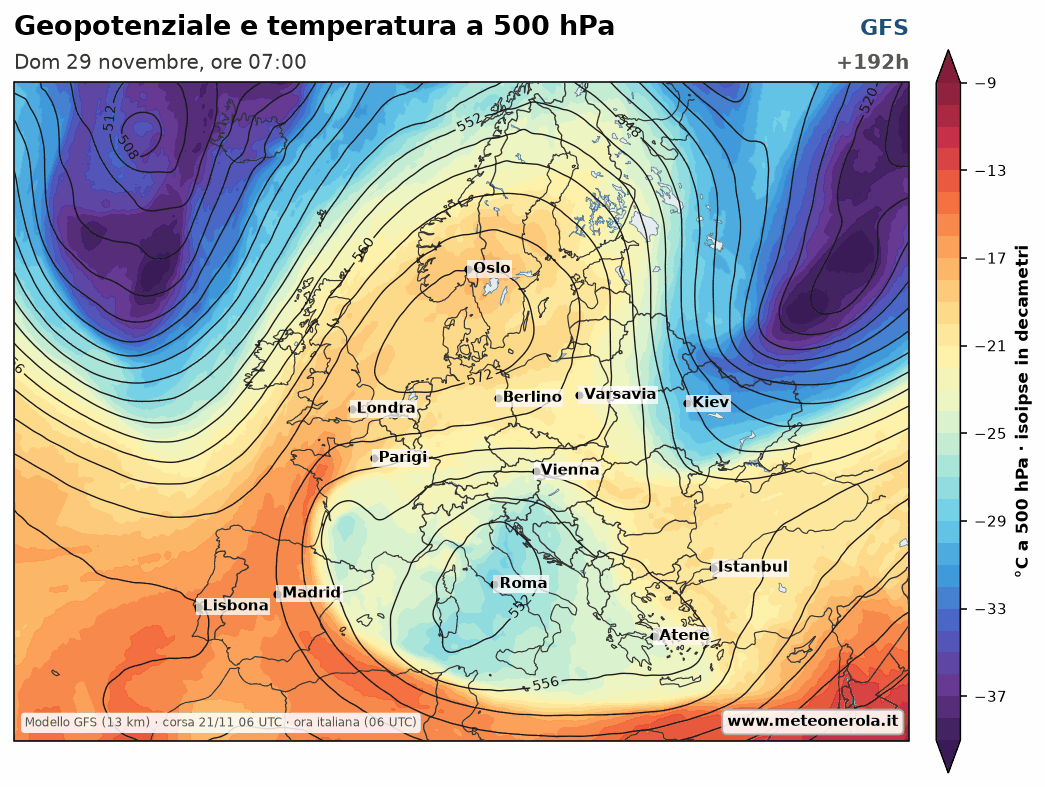 Geopotenziale e temperatura a 500 hPa
GFS
Dom 29 novembre, ore 07:00
+192h
512
508
552
548
520
560
572
552
556
Oslo
Londra
Berlino
Varsavia
Kiev
Parigi
Vienna
Roma
Istanbul
Lisbona
Madrid
Atene
−9
−13
−17
−21
−25
−29
−33
−37
°C a 500 hPa · isoipse in decametri
Modello GFS (13 km) · corsa 21/11 06 UTC · ora italiana (06 UTC)
www.meteonerola.it